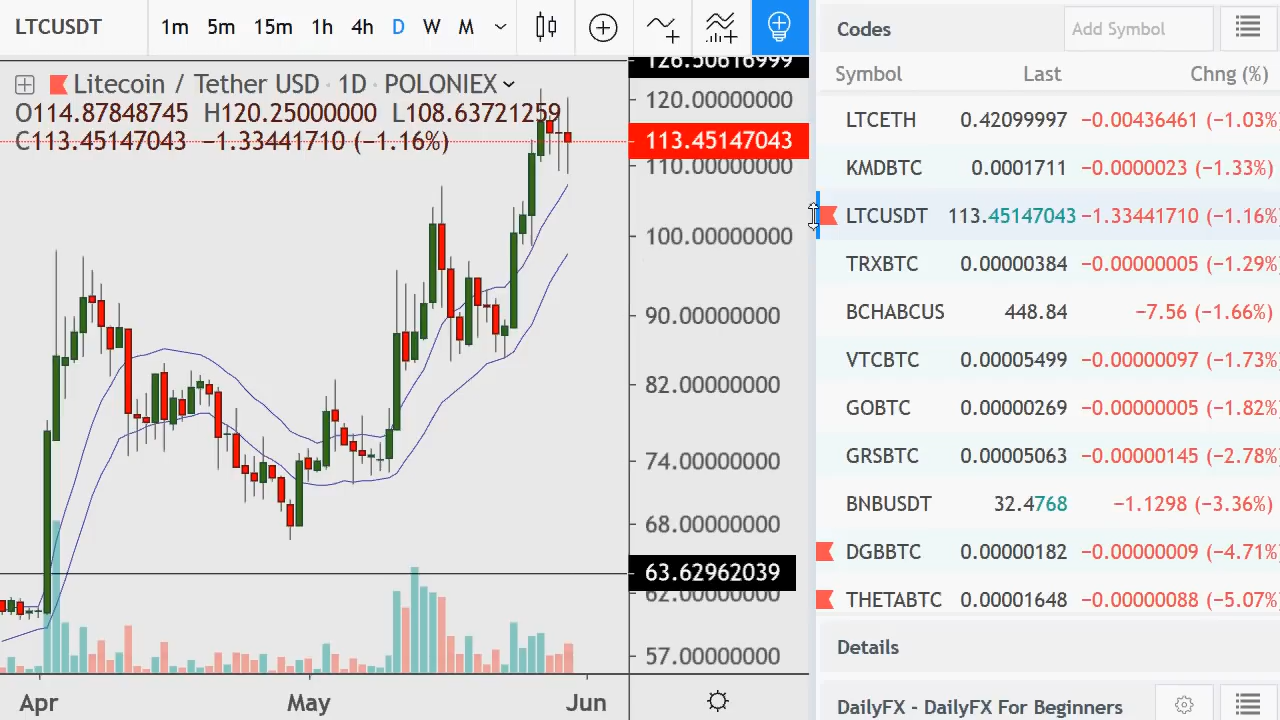 LTCUSDT 1m 5m 15m 1h 4h D W M
Litecoin / Tether USD · 1D · POLONIEX
O114.87848745 H120.25000000 L108.63721259
C113.45147043 −1.33441710 (−1.16%)
126.50616999
120.00000000
113.45147043
110.00000000
100.00000000
90.00000000
82.00000000
74.00000000
68.00000000
63.62962039
62.00000000
57.00000000
Apr May Jun
Codes Add Symbol
Symbol Last Chng (%)
LTCETH 0.42099997 −0.00436461 (−1.03%)
KMDBTC 0.0001711 −0.0000023 (−1.33%)
LTCUSDT 113.45147043 −1.33441710 (−1.16%)
TRXBTC 0.00000384 −0.00000005 (−1.29%)
BCHABCUS 448.84 −7.56 (−1.66%)
VTCBTC 0.00005499 −0.00000097 (−1.73%)
GOBTC 0.00000269 −0.00000005 (−1.82%)
GRSBTC 0.00005063 −0.00000145 (−2.78%)
BNBUSDT 32.4768 −1.1298 (−3.36%)
DGBBTC 0.00000182 −0.00000009 (−4.71%)
THETABTC 0.00001648 −0.00000088 (−5.07%)
Details
DailyFX - DailyFX For Beginners